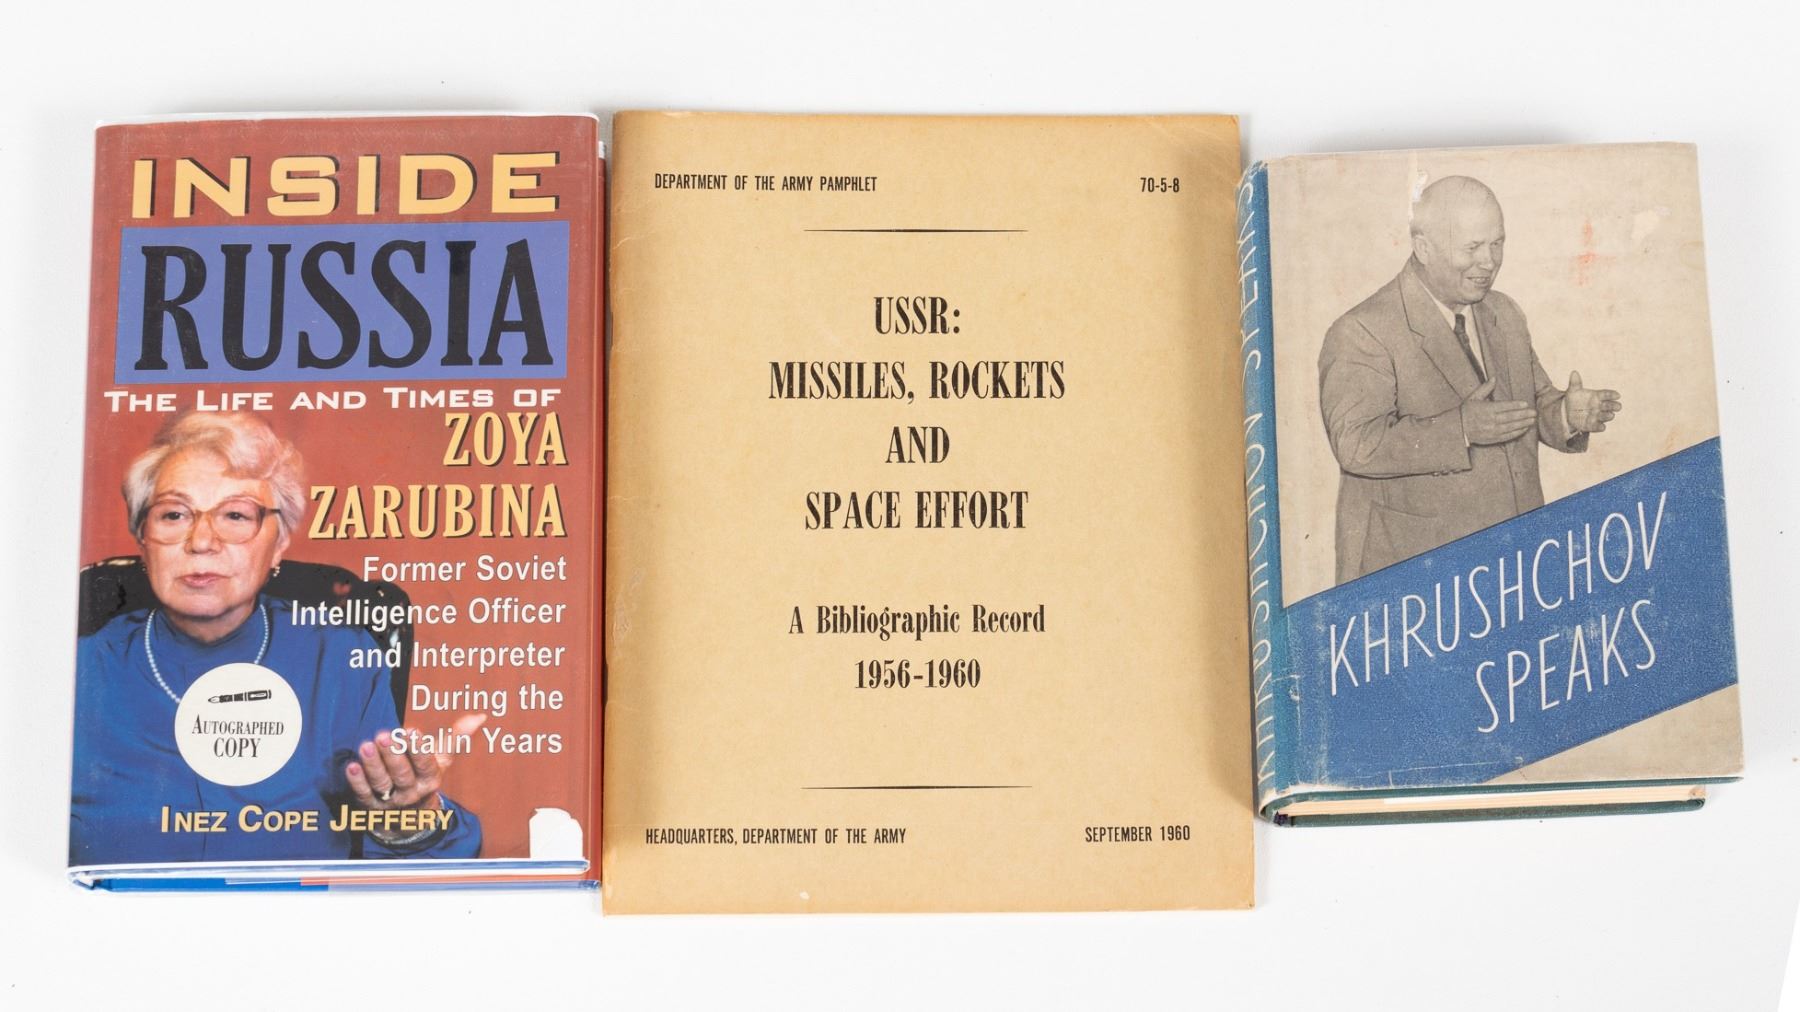 INSIDE
RUSSIA
THE LIFE AND TIMES OF
ZOYA
ZARUBINA
Former Soviet
Intelligence Officer
and Interpreter
During the
Stalin Years
AUTOGRAPHED
COPY
INEZ COPE JEFFERY
DEPARTMENT OF THE ARMY PAMPHLET 70-5-8
USSR:
MISSILES, ROCKETS
AND
SPACE EFFORT
A Bibliographic Record
1956-1960
HEADQUARTERS, DEPARTMENT OF THE ARMY SEPTEMBER 1960
KHRUSHCHOV SPEAKS
KHRUSHCHOV
SPEAKS